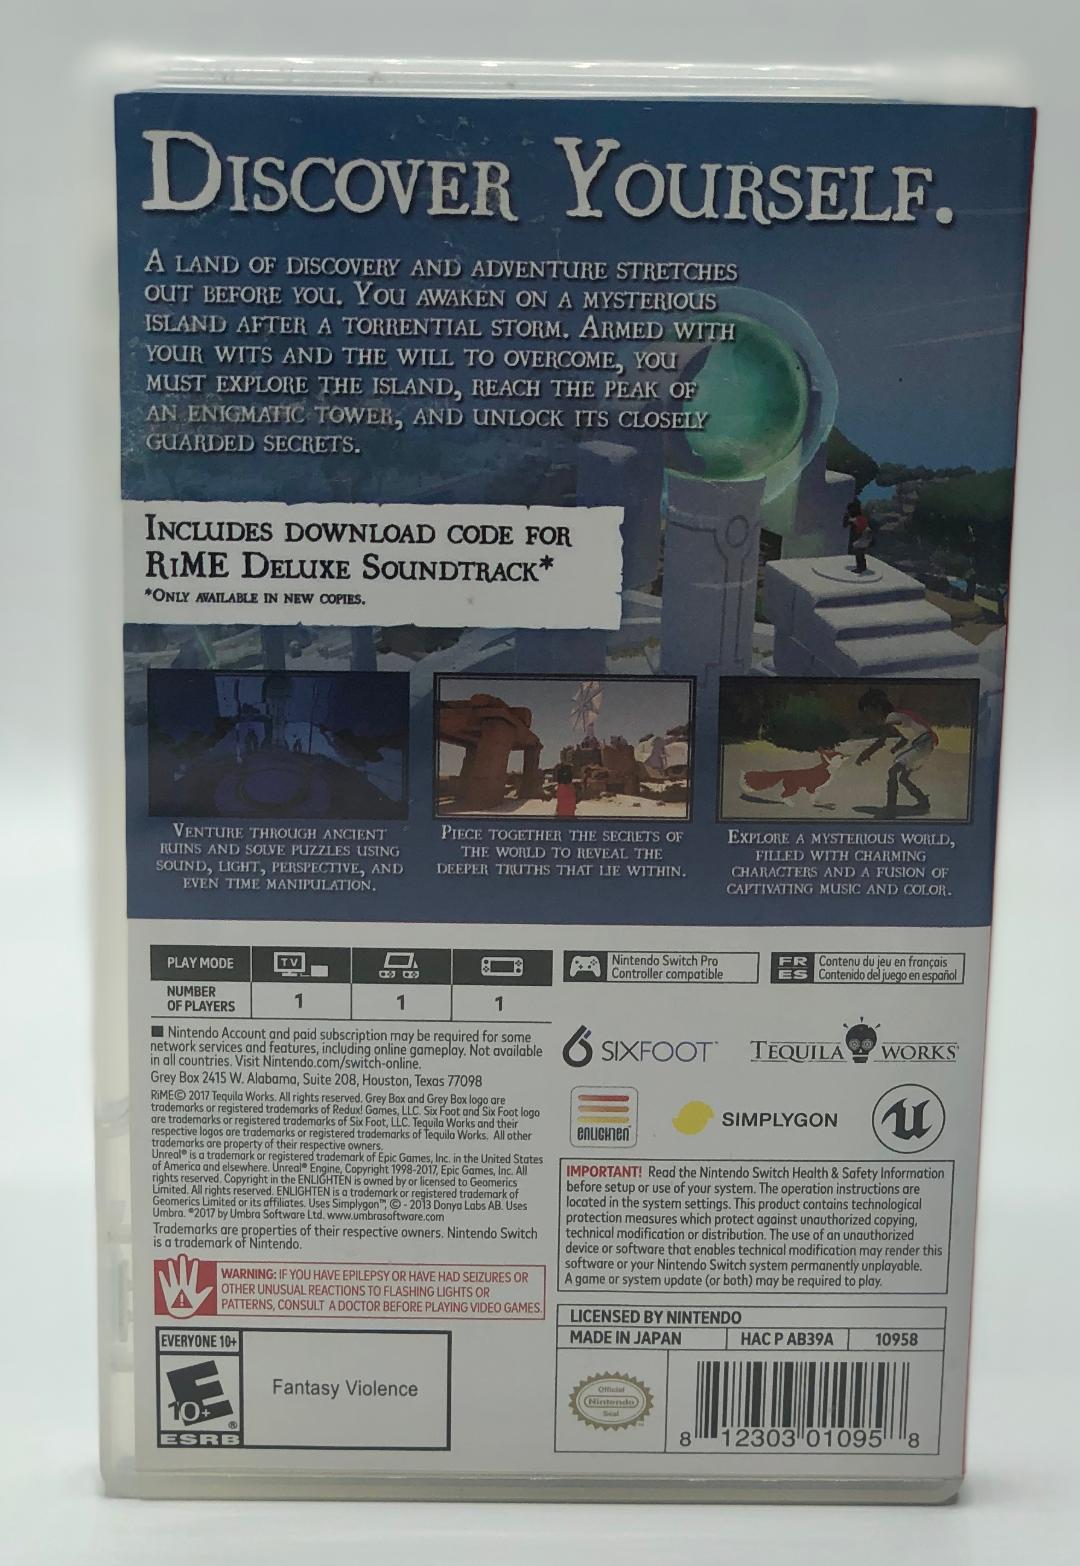 DISCOVER YOURSELF.
A LAND OF DISCOVERY AND ADVENTURE STRETCHES
OUT BEFORE YOU. YOU AWAKEN ON A MYSTERIOUS
ISLAND AFTER A TORRENTIAL STORM. ARMED WITH
YOUR WITS AND THE WILL TO OVERCOME, YOU
MUST EXPLORE THE ISLAND, REACH THE PEAK OF
AN ENIGMATIC TOWER, AND UNLOCK ITS CLOSELY
GUARDED SECRETS.
INCLUDES DOWNLOAD CODE FOR
RiME DELUXE SOUNDTRACK*
*ONLY AVAILABLE IN NEW COPIES.
VENTURE THROUGH ANCIENT
RUINS AND SOLVE PUZZLES USING
SOUND, LIGHT, PERSPECTIVE, AND
EVEN TIME MANIPULATION.
PIECE TOGETHER THE SECRETS OF
THE WORLD TO REVEAL THE
DEEPER TRUTHS THAT LIE WITHIN.
EXPLORE A MYSTERIOUS WORLD,
FILLED WITH CHARMING
CHARACTERS AND A FUSION OF
CAPTIVATING MUSIC AND COLOR.
PLAY MODE TV
NUMBER
OF PLAYERS 1 1 1
Nintendo Switch Pro
Controller compatible
FR Contenu du jeu en français
ES Contenido del juego en español
■ Nintendo Account and paid subscription may be required for some
network services and features, including online gameplay. Not available
in all countries. Visit Nintendo.com/switch-online.
Grey Box 2415 W. Alabama, Suite 208, Houston, Texas 77098
RiME© 2017 Tequila Works. All rights reserved. Grey Box and Grey Box logo are
trademarks or registered trademarks of Redux! Games, LLC. Six Foot and Six Foot logo
are trademarks or registered trademarks of Six Foot, LLC. Tequila Works and their
respective logos are trademarks or registered trademarks of Tequila Works. All other
trademarks are property of their respective owners.
Unreal® is a trademark or registered trademark of Epic Games, Inc. in the United States
of America and elsewhere. Unreal® Engine, Copyright 1998-2017, Epic Games, Inc. All
rights reserved. Copyright in the ENLIGHTEN is owned by or licensed to Geomerics
Limited. All rights reserved. ENLIGHTEN is a trademark or registered trademark of
Geomerics Limited or its affiliates. Uses Simplygon™, © - 2013 Donya Labs AB. Uses
Umbra. ®2017 by Umbra Software Ltd. www.umbrasoftware.com
Trademarks are properties of their respective owners. Nintendo Switch
is a trademark of Nintendo.
WARNING: IF YOU HAVE EPILEPSY OR HAVE HAD SEIZURES OR
OTHER UNUSUAL REACTIONS TO FLASHING LIGHTS OR
PATTERNS, CONSULT A DOCTOR BEFORE PLAYING VIDEO GAMES.
EVERYONE 10+
E
10+
®
ESRB
Fantasy Violence
6 SIXFOOT™
TEQUILA WORKS
ENLIGHTEN
SIMPLYGON
U
IMPORTANT! Read the Nintendo Switch Health & Safety Information
before setup or use of your system. The operation instructions are
located in the system settings. This product contains technological
protection measures which protect against unauthorized copying,
technical modification or distribution. The use of an unauthorized
device or software that enables technical modification may render this
software or your Nintendo Switch system permanently unplayable.
A game or system update (or both) may be required to play.
LICENSED BY NINTENDO
MADE IN JAPAN HAC P AB39A 10958
Official
Nintendo
Seal
8 12303 01095 8